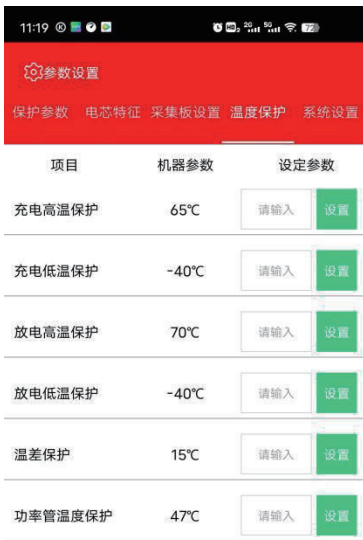 11:19
2G 5G 72
参数设置
保护参数 电芯特征 采集板设置 温度保护 系统设置
项目 机器参数 设定参数
充电高温保护 65℃ 请输入 设置
充电低温保护 -40℃ 请输入 设置
放电高温保护 70℃ 请输入 设置
放电低温保护 -40℃ 请输入 设置
温差保护 15℃ 请输入 设置
功率管温度保护 47℃ 请输入 设置